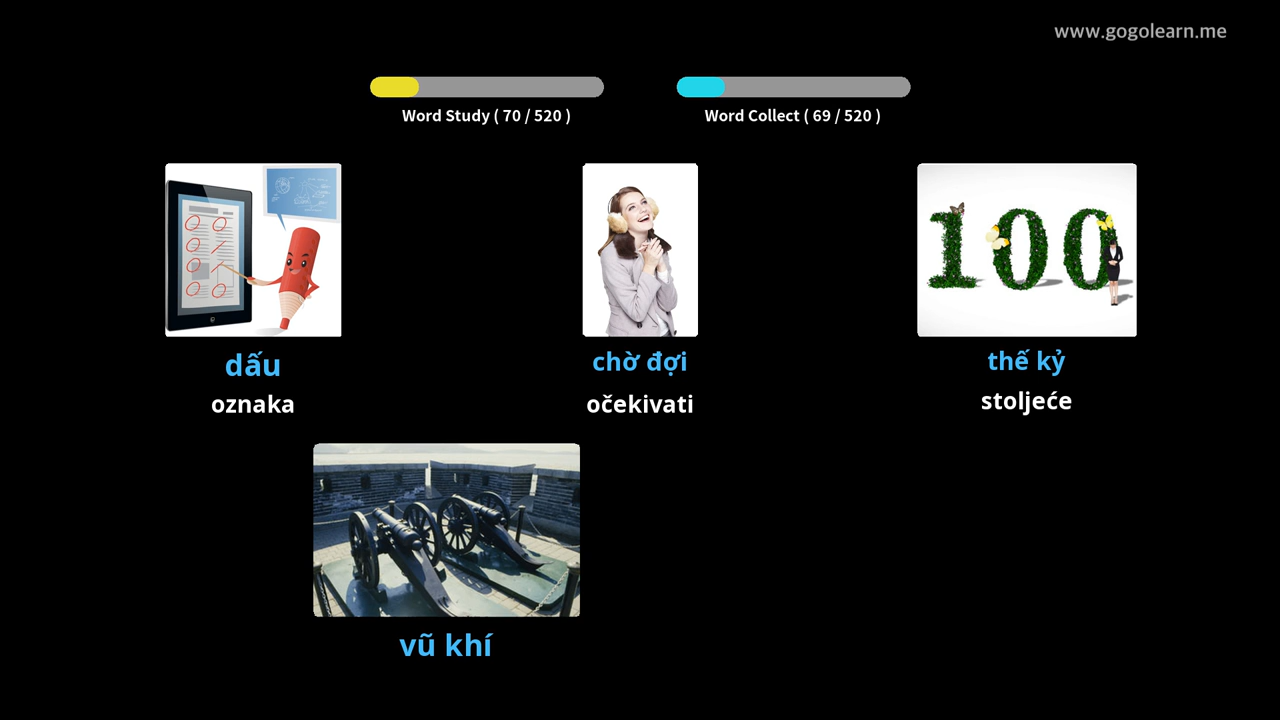 www.gogolearn.me
Word Study ( 70 / 520 )
Word Collect ( 69 / 520 )
100
dấu
oznaka
chờ đợi
očekivati
thế kỷ
stoljeće
vũ khí